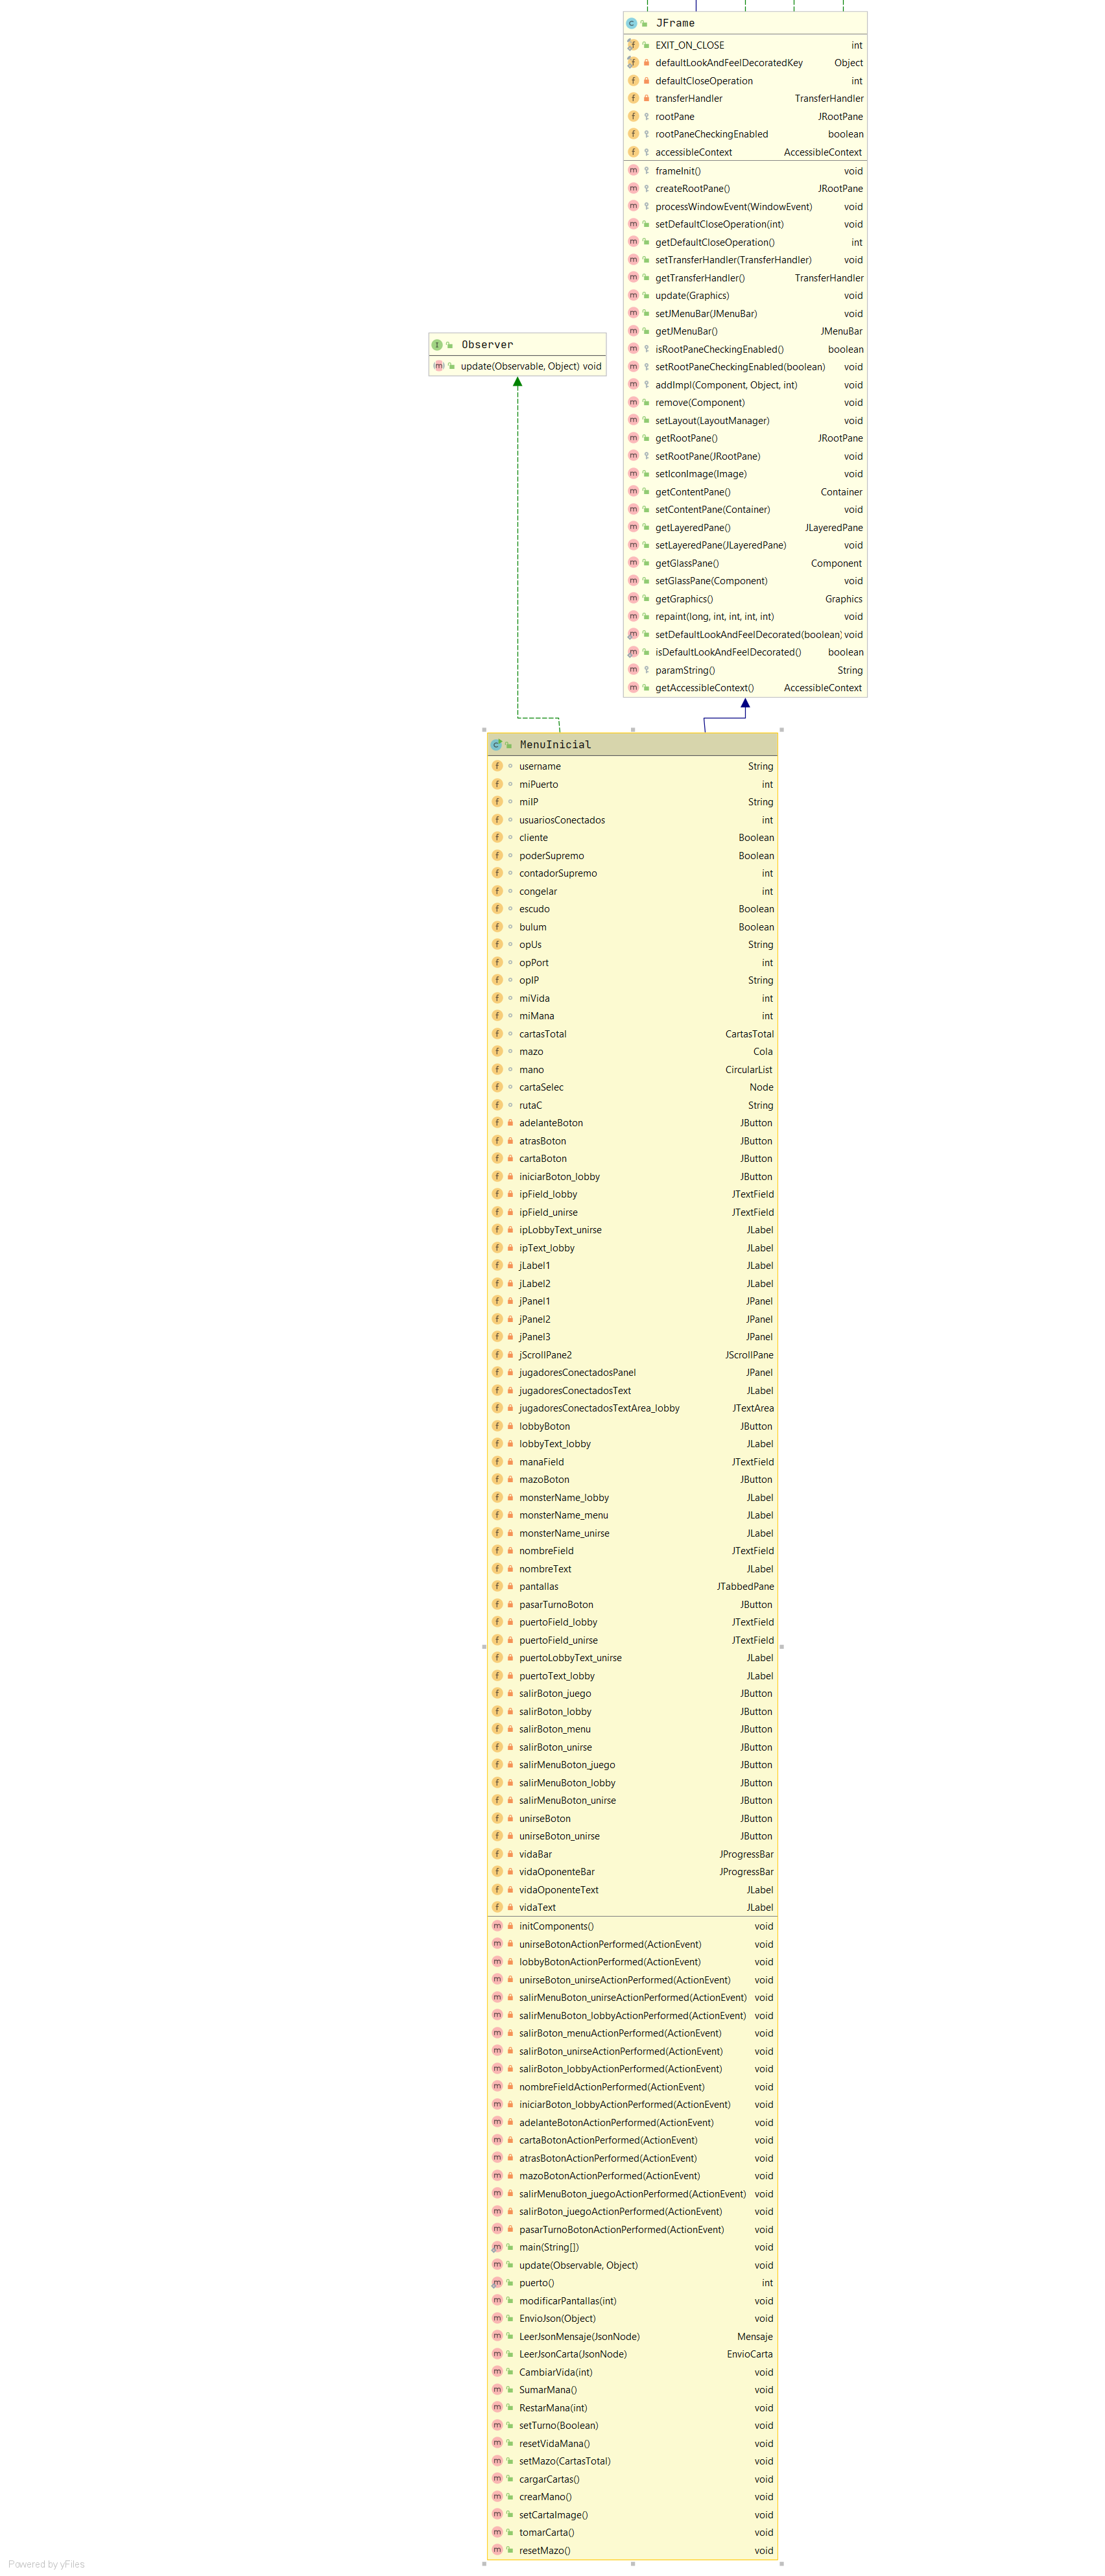 JFrame
EXIT_ON_CLOSE int
defaultLookAndFeelDecoratedKey Object
defaultCloseOperation int
transferHandler TransferHandler
rootPane JRootPane
rootPaneCheckingEnabled boolean
accessibleContext AccessibleContext
frameInit() void
createRootPane() JRootPane
processWindowEvent(WindowEvent) void
setDefaultCloseOperation(int) void
getDefaultCloseOperation() int
setTransferHandler(TransferHandler) void
getTransferHandler() TransferHandler
update(Graphics) void
setJMenuBar(JMenuBar) void
getJMenuBar() JMenuBar
isRootPaneCheckingEnabled() boolean
setRootPaneCheckingEnabled(boolean) void
addImpl(Component, Object, int) void
remove(Component) void
setLayout(LayoutManager) void
getRootPane() JRootPane
setRootPane(JRootPane) void
setIconImage(Image) void
getContentPane() Container
setContentPane(Container) void
getLayeredPane() JLayeredPane
setLayeredPane(JLayeredPane) void
getGlassPane() Component
setGlassPane(Component) void
getGraphics() Graphics
repaint(long, int, int, int, int) void
setDefaultLookAndFeelDecorated(boolean) void
isDefaultLookAndFeelDecorated() boolean
paramString() String
getAccessibleContext() AccessibleContext
Observer
update(Observable, Object) void
MenuInicial
username String
miPuerto int
miIP String
usuariosConectados int
cliente Boolean
poderSupremo Boolean
contadorSupremo int
congelar int
escudo Boolean
bulum Boolean
opUs String
opPort int
opIP String
miVida int
miMana int
cartasTotal CartasTotal
mazo Cola
mano CircularList
cartaSelec Node
rutaC String
adelanteBoton JButton
atrasBoton JButton
cartaBoton JButton
iniciarBoton_lobby JButton
ipField_lobby JTextField
ipField_unirse JTextField
ipLobbyText_unirse JLabel
ipText_lobby JLabel
jLabel1 JLabel
jLabel2 JLabel
jPanel1 JPanel
jPanel2 JPanel
jPanel3 JPanel
jScrollPane2 JScrollPane
jugadoresConectadosPanel JPanel
jugadoresConectadosText JLabel
jugadoresConectadosTextArea_lobby JTextArea
lobbyBoton JButton
lobbyText_lobby JLabel
manaField JTextField
mazoBoton JButton
monsterName_lobby JLabel
monsterName_menu JLabel
monsterName_unirse JLabel
nombreField JTextField
nombreText JLabel
pantallas JTabbedPane
pasarTurnoBoton JButton
puertoField_lobby JTextField
puertoField_unirse JTextField
puertoLobbyText_unirse JLabel
puertoText_lobby JLabel
salirBoton_juego JButton
salirBoton_lobby JButton
salirBoton_menu JButton
salirBoton_unirse JButton
salirMenuBoton_juego JButton
salirMenuBoton_lobby JButton
salirMenuBoton_unirse JButton
unirseBoton JButton
unirseBoton_unirse JButton
vidaBar JProgressBar
vidaOponenteBar JProgressBar
vidaOponenteText JLabel
vidaText JLabel
initComponents() void
unirseBotonActionPerformed(ActionEvent) void
lobbyBotonActionPerformed(ActionEvent) void
unirseBoton_unirseActionPerformed(ActionEvent) void
salirMenuBoton_unirseActionPerformed(ActionEvent) void
salirMenuBoton_lobbyActionPerformed(ActionEvent) void
salirBoton_menuActionPerformed(ActionEvent) void
salirBoton_unirseActionPerformed(ActionEvent) void
salirBoton_lobbyActionPerformed(ActionEvent) void
nombreFieldActionPerformed(ActionEvent) void
iniciarBoton_lobbyActionPerformed(ActionEvent) void
adelanteBotonActionPerformed(ActionEvent) void
cartaBotonActionPerformed(ActionEvent) void
atrasBotonActionPerformed(ActionEvent) void
mazoBotonActionPerformed(ActionEvent) void
salirMenuBoton_juegoActionPerformed(ActionEvent) void
salirBoton_juegoActionPerformed(ActionEvent) void
pasarTurnoBotonActionPerformed(ActionEvent) void
main(String[]) void
update(Observable, Object) void
puerto() int
modificarPantallas(int) void
EnvioJson(Object) void
LeerJsonMensaje(JsonNode) Mensaje
LeerJsonCarta(JsonNode) EnvioCarta
CambiarVida(int) void
SumarMana() void
RestarMana(int) void
setTurno(Boolean) void
resetVidaMana() void
setMazo(CartasTotal) void
cargarCartas() void
crearMano() void
setCartaImage() void
tomarCarta() void
resetMazo() void
Powered by yFiles